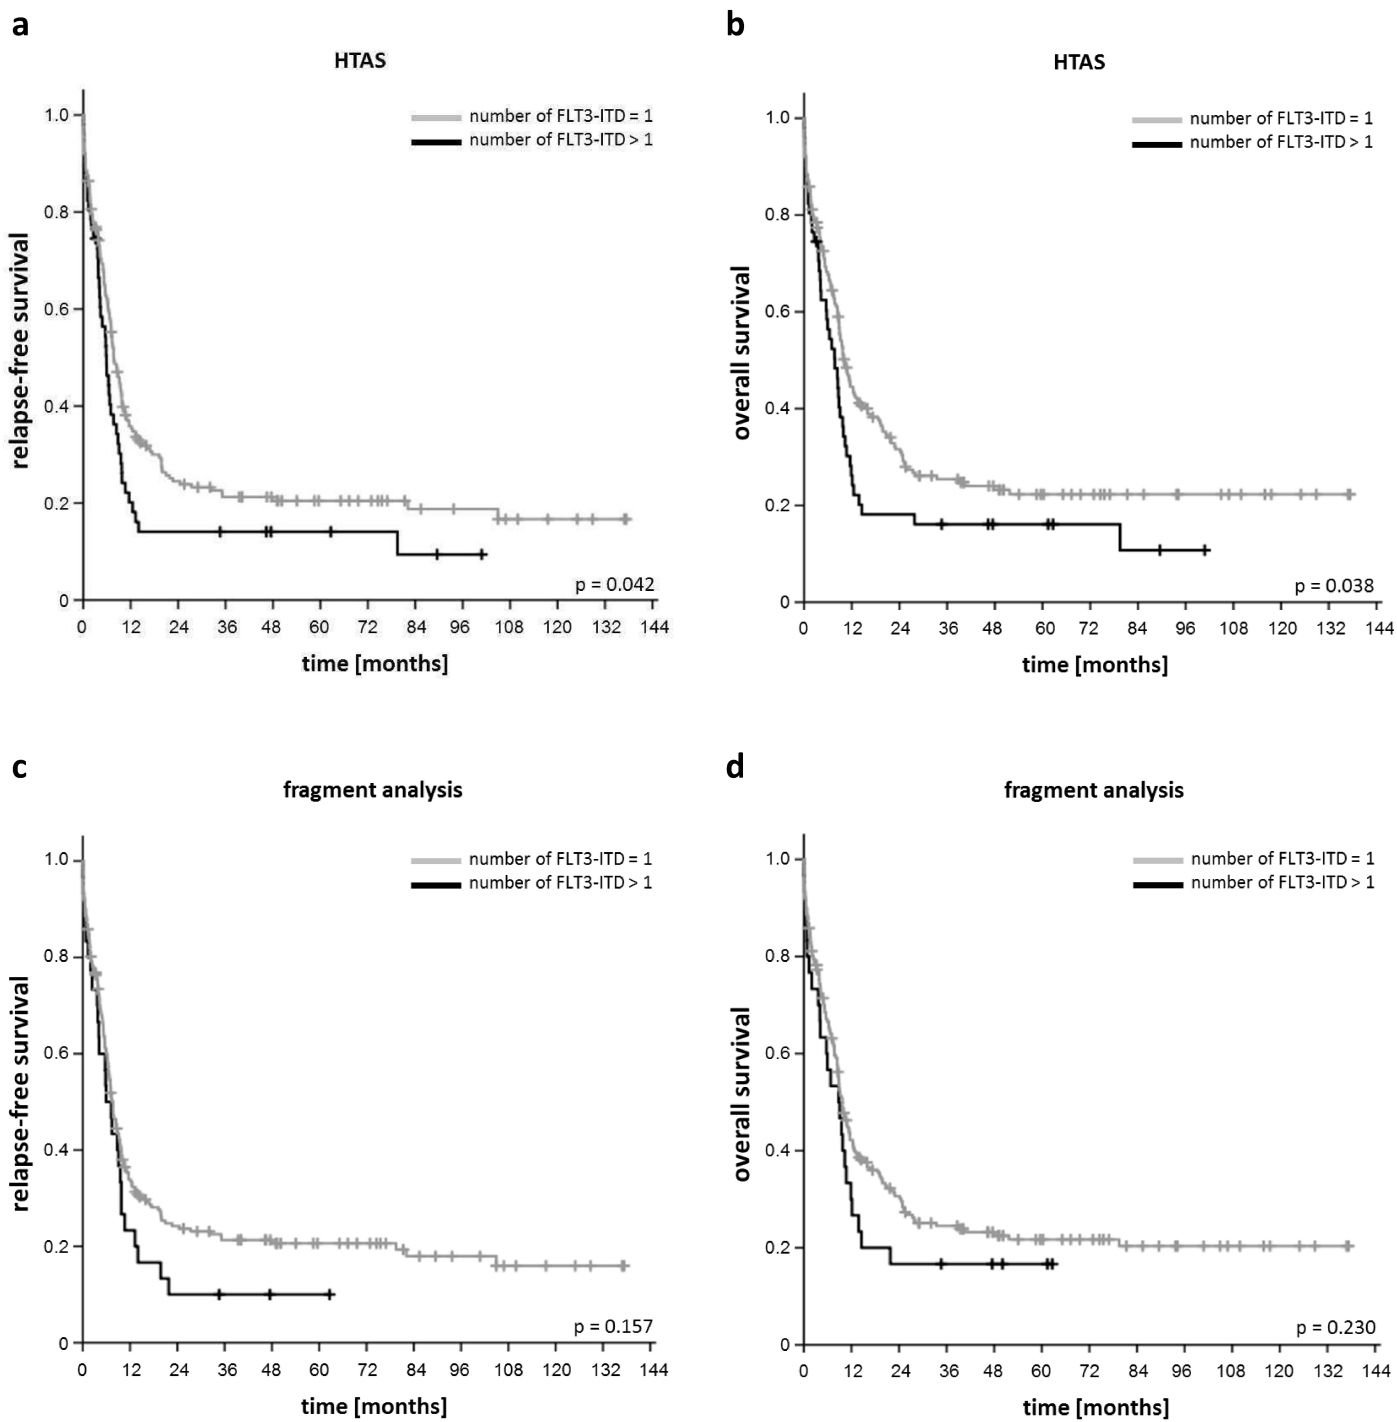 a
HTAS
number of FLT3-ITD = 1
number of FLT3-ITD > 1
1.0
0.8
0.6
0.4
0.2
0
relapse-free survival
p = 0.042
0 12 24 36 48 60 72 84 96 108 120 132 144
time [months]
b
HTAS
number of FLT3-ITD = 1
number of FLT3-ITD > 1
1.0
0.8
0.6
0.4
0.2
0
overall survival
p = 0.038
0 12 24 36 48 60 72 84 96 108 120 132 144
time [months]
c
fragment analysis
number of FLT3-ITD = 1
number of FLT3-ITD > 1
1.0
0.8
0.6
0.4
0.2
0
relapse-free survival
p = 0.157
0 12 24 36 48 60 72 84 96 108 120 132 144
time [months]
d
fragment analysis
number of FLT3-ITD = 1
number of FLT3-ITD > 1
1.0
0.8
0.6
0.4
0.2
0
overall survival
p = 0.230
0 12 24 36 48 60 72 84 96 108 120 132 144
time [months]